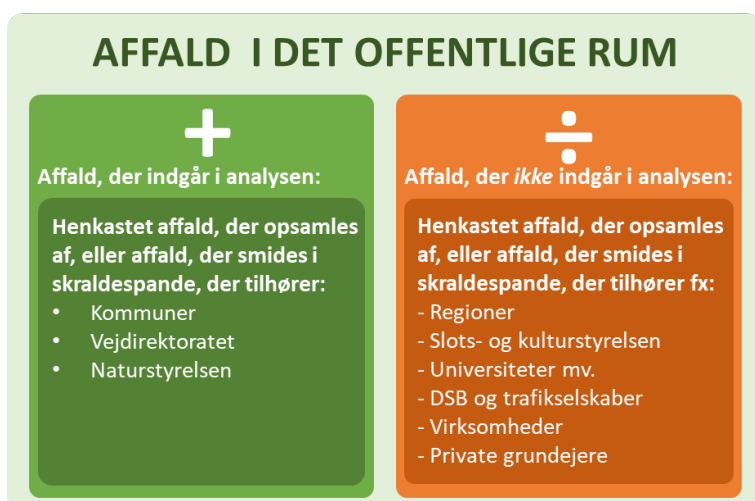 AFFALD I DET OFFENTLIGE RUM
+
Affald, der indgår i analysen:
Henkastet affald, der opsamles
af, eller affald, der smides i
skraldespande, der tilhører:
• Kommuner
• Vejdirektoratet
• Naturstyrelsen
÷
Affald, der ikke indgår i analysen:
Henkastet affald, der opsamles
af, eller affald, der smides i
skraldespande, der tilhører fx:
- Regioner
- Slots- og kulturstyrelsen
- Universiteter mv.
- DSB og trafikselskaber
- Virksomheder
- Private grundejere